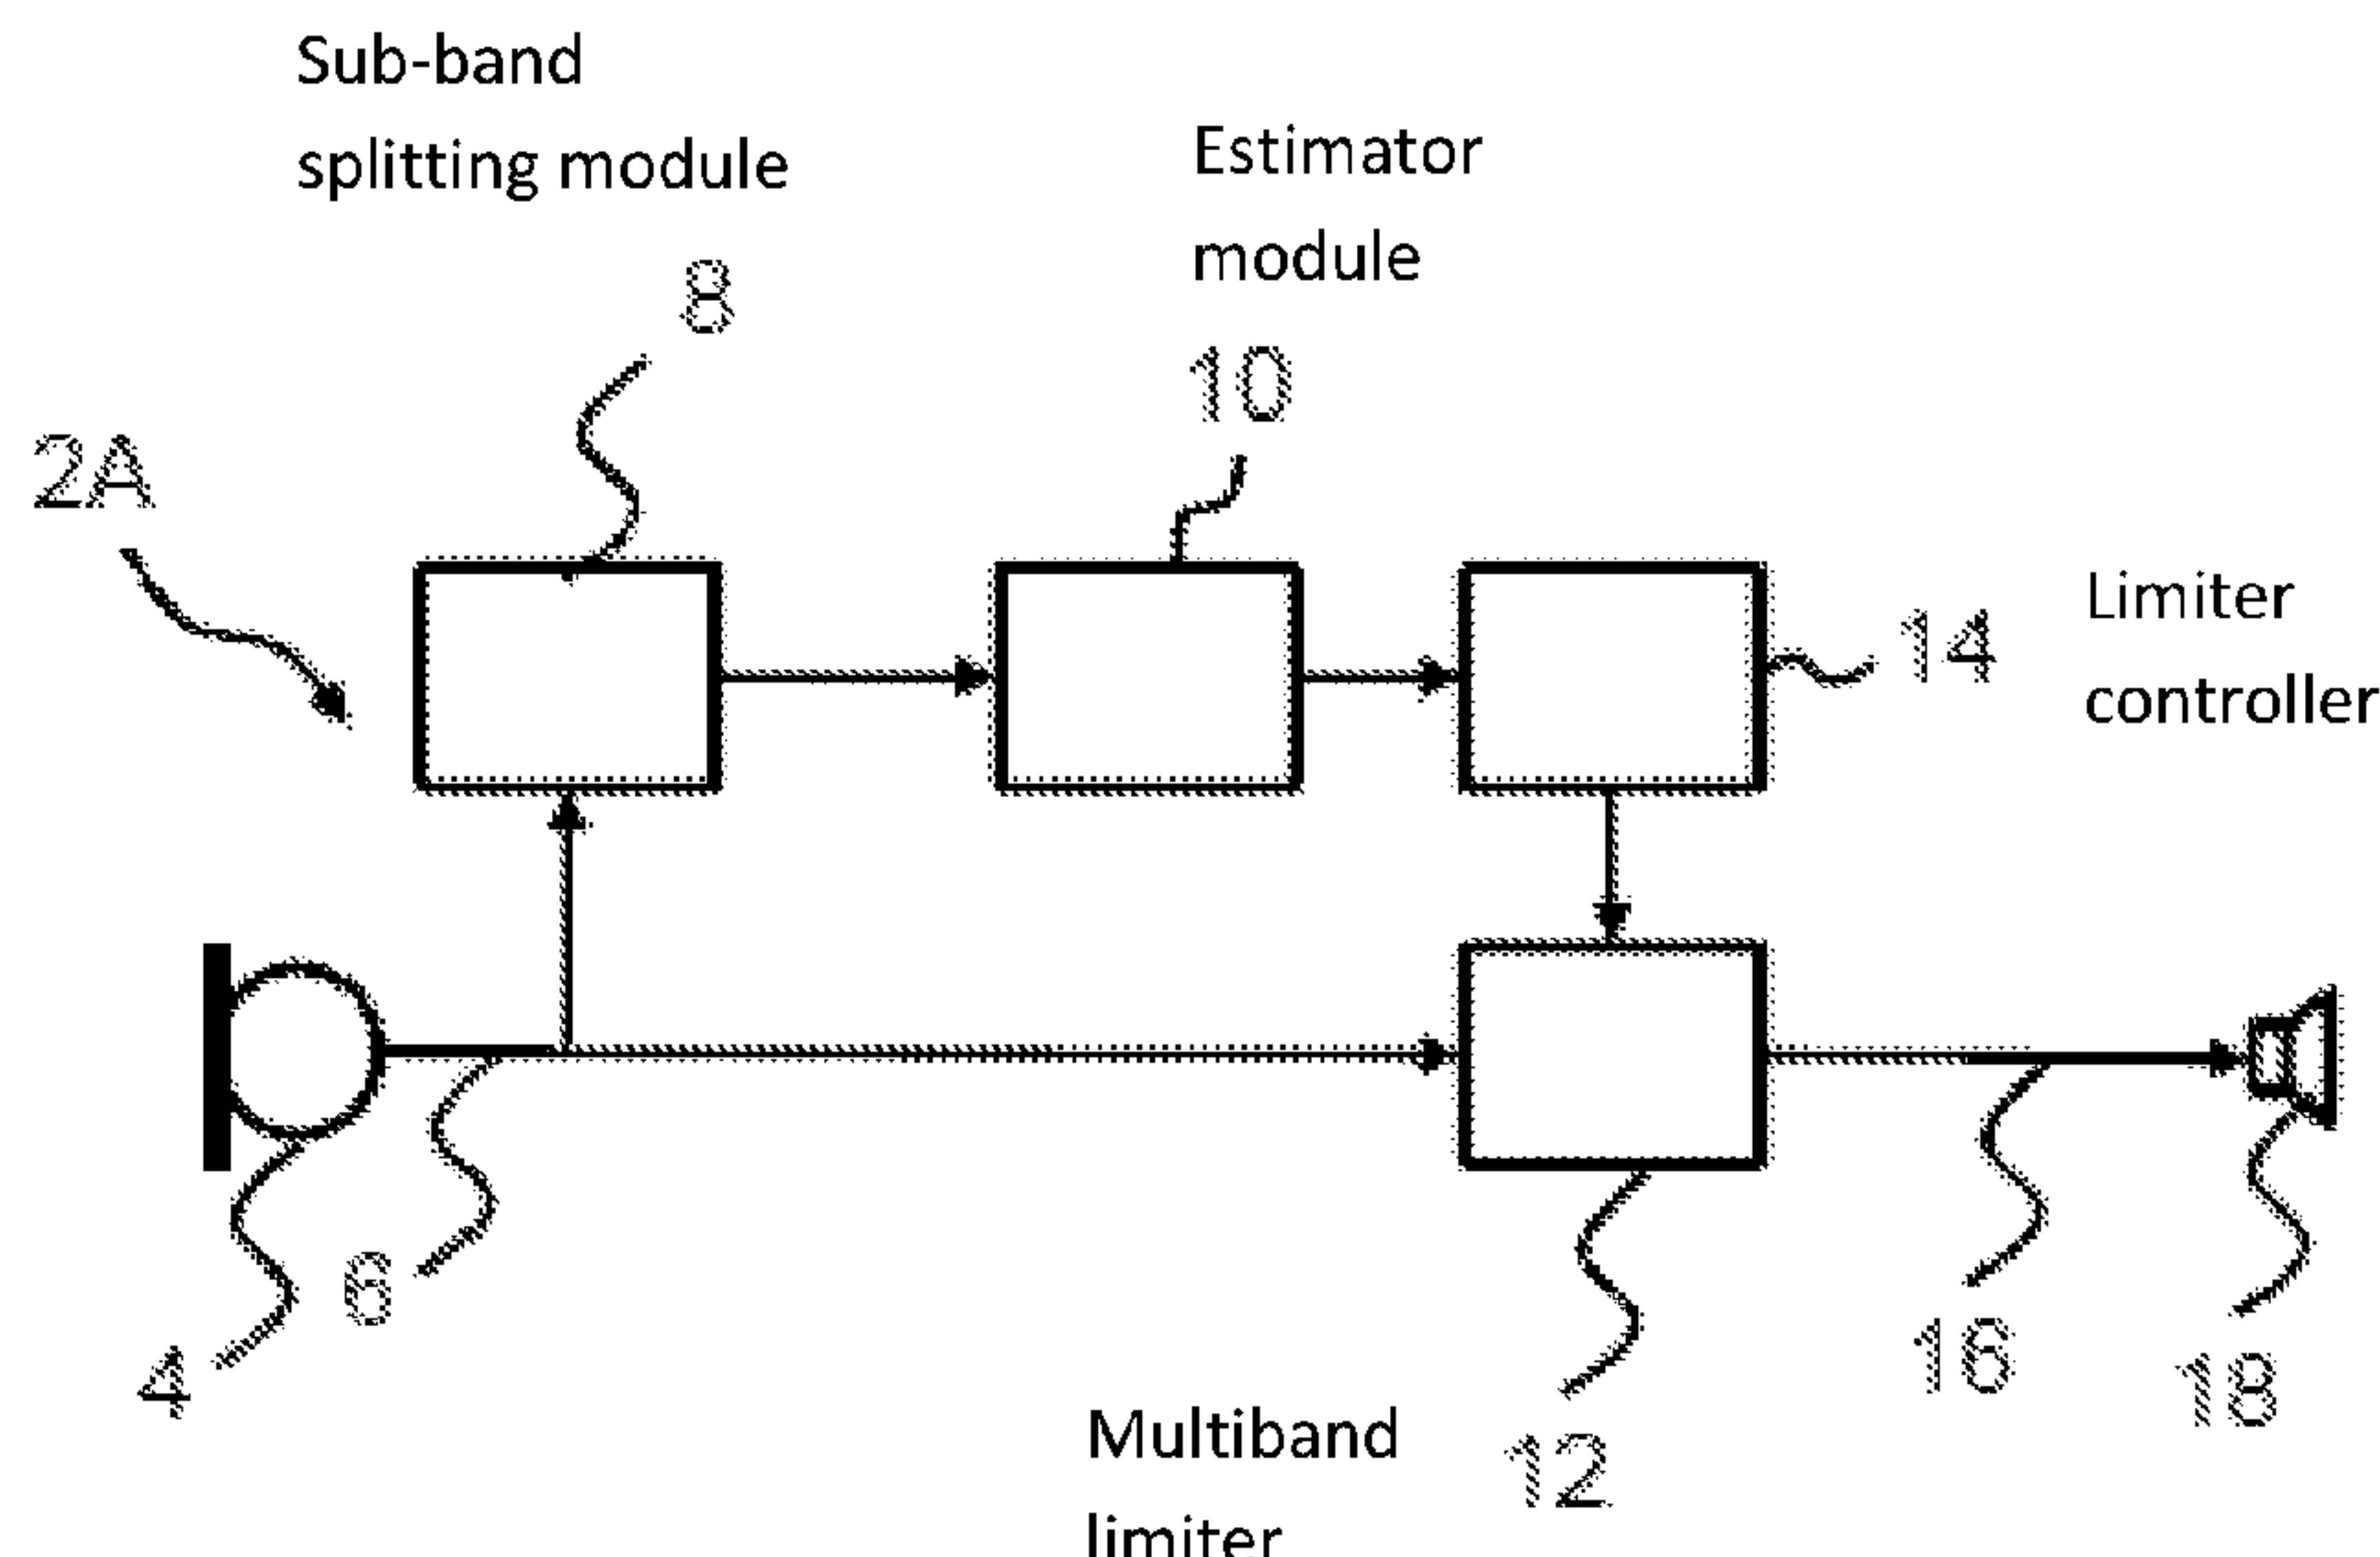 Sub-band
splitting module
Estimator
module
8
10
2A
14
Limiter
controller
6
4
16
18
12
Multiband
limiter